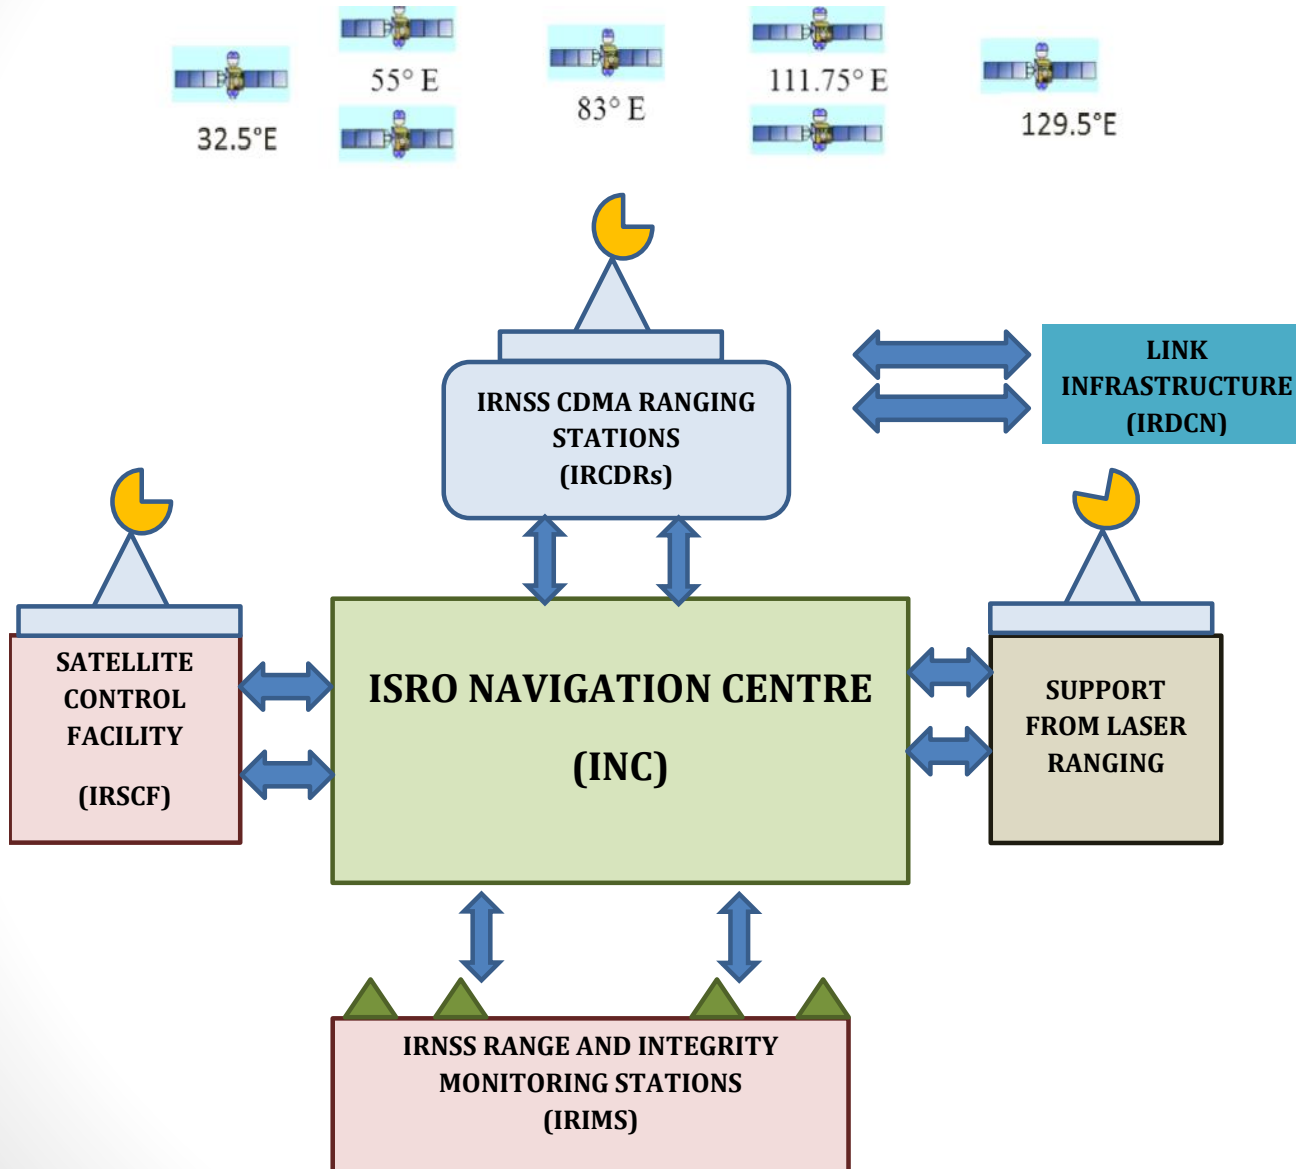 32.5°E
55° E
83° E
111.75° E
129.5°E
IRNSS CDMA RANGING
STATIONS
(IRCDRs)
LINK
INFRASTRUCTURE
(IRDCN)
SATELLITE
CONTROL
FACILITY
(IRSCF)
ISRO NAVIGATION CENTRE
(INC)
SUPPORT
FROM LASER
RANGING
IRNSS RANGE AND INTEGRITY
MONITORING STATIONS
(IRIMS)